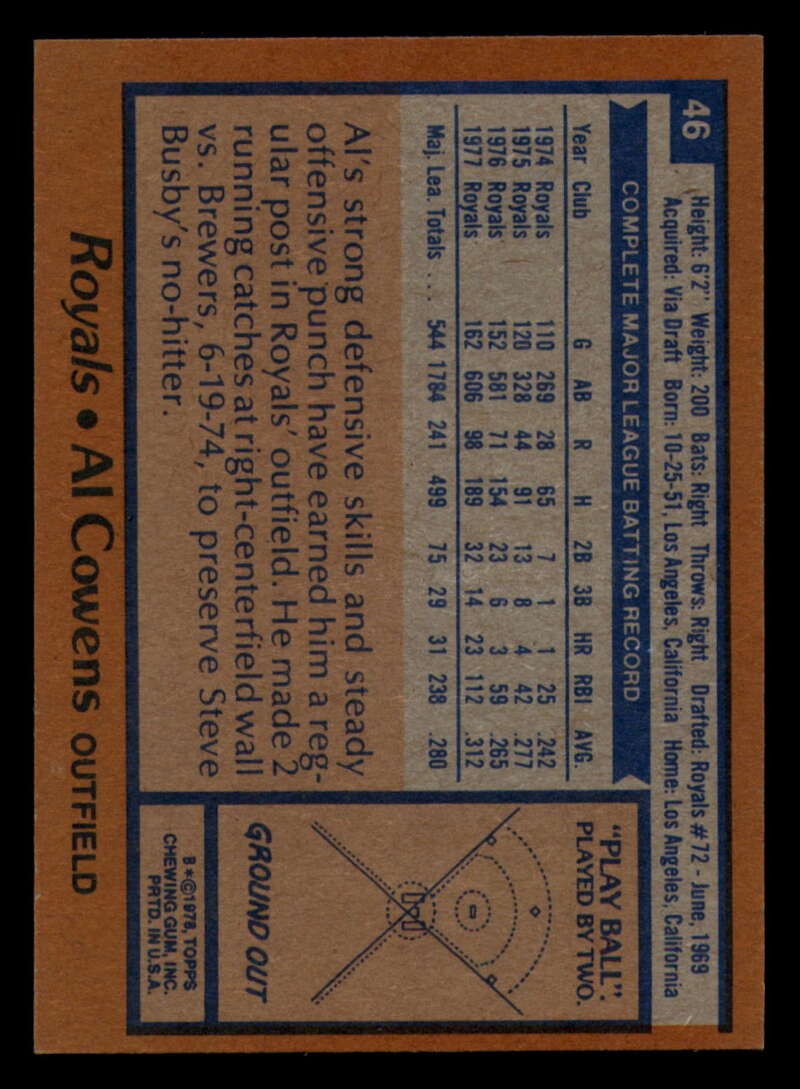 46
Height: 6'2" Weight: 200 Bats: Right Throws: Right Drafted: Royals #72 - June, 1969
Acquired: Via Draft Born: 10-25-51, Los Angeles, California Home: Los Angeles, California
COMPLETE MAJOR LEAGUE BATTING RECORD
Year Club G AB R H 2B 3B HR RBI AVG.
1974 Royals 110 269 28 65 7 1 1 25 .242
1975 Royals 120 328 44 91 13 8 4 42 .277
1976 Royals 152 581 71 154 23 6 3 59 .265
1977 Royals 162 606 98 189 32 14 23 112 .312
Maj. Lea. Totals . . . 544 1784 241 499 75 29 31 238 .280
Al's strong defensive skills and steady
offensive punch have earned him a reg-
ular post in Royals' outfield. He made 2
running catches at right-centerfield wall
vs. Brewers, 6-19-74, to preserve Steve
Busby's no-hitter.
"PLAY BALL":
PLAYED BY TWO.
GROUND OUT
B*©1978, TOPPS
CHEWING GUM, INC.
PRTD. IN U.S.A.
Royals • Al Cowens OUTFIELD